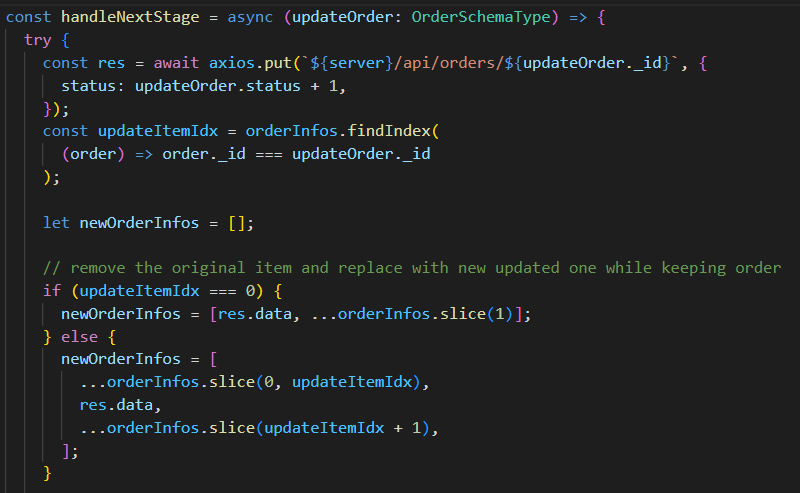 const handleNextStage = async (updateOrder: OrderSchemaType) => {
  try {
    const res = await axios.put(`${server}/api/orders/${updateOrder._id}`, {
      status: updateOrder.status + 1,
    });
    const updateItemIdx = orderInfos.findIndex(
      (order) => order._id === updateOrder._id
    );

    let newOrderInfos = [];

    // remove the original item and replace with new updated one while keeping order
    if (updateItemIdx === 0) {
      newOrderInfos = [res.data, ...orderInfos.slice(1)];
    } else {
      newOrderInfos = [
        ...orderInfos.slice(0, updateItemIdx),
        res.data,
        ...orderInfos.slice(updateItemIdx + 1),
      ];
    }